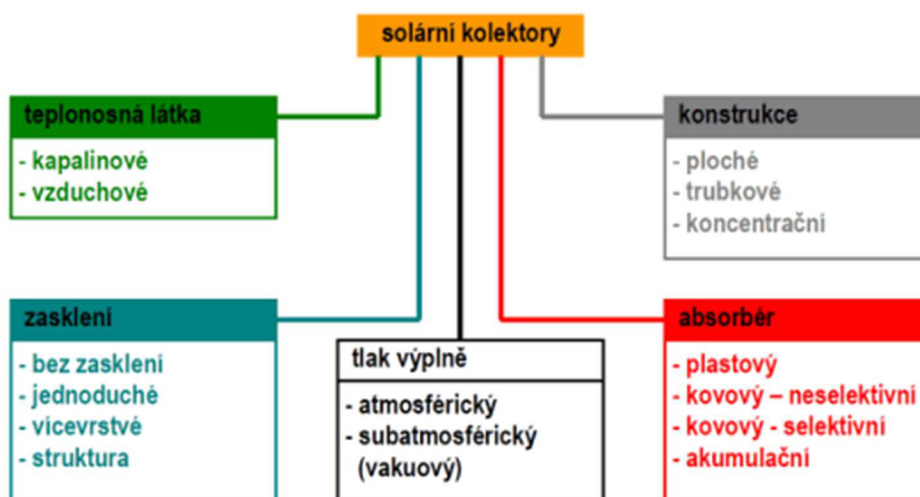 solární kolektory
teplonosná látka
- kapalinové
- vzduchové
konstrukce
- ploché
- trubkové
- koncentrační
zasklení
- bez zasklení
- jednoduché
- vícevrstvé
- struktura
tlak výplně
- atmosférický
- subatmosférický
(vakuový)
absorbér
- plastový
- kovový – neselektivní
- kovový - selektivní
- akumulační